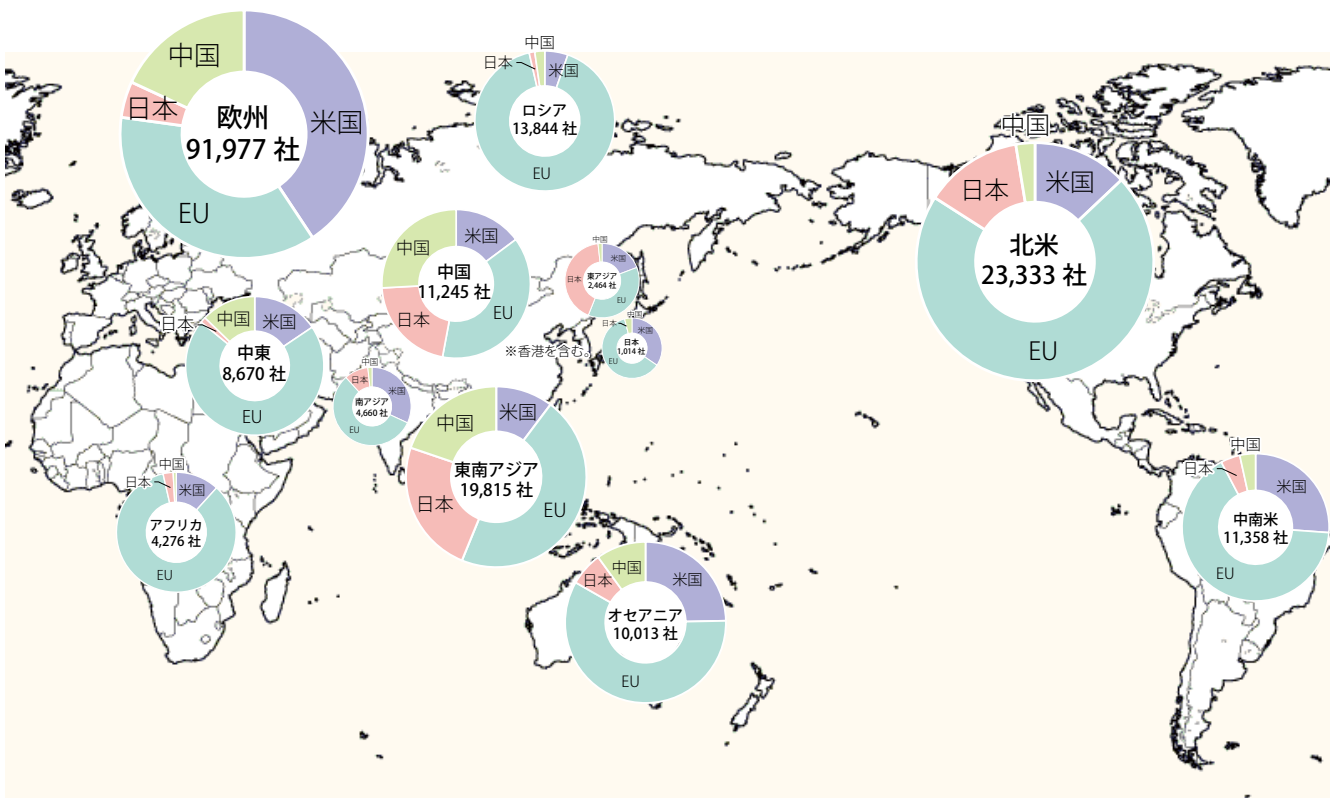 中国
日本
米国
EU
欧州
91,977 社
中国
日本
米国
EU
ロシア
13,844 社
中国
日本
米国
EU
北米
23,333 社
中国
米国
日本
EU
中国
11,245 社
中国
米国
日本
EU
東アジア
2,464 社
中国
日本
米国
EU
日本
1,014 社
※香港を含む。
日本
中国
米国
EU
中東
8,670 社
中国
日本
米国
EU
南アジア
4,660 社
中国
米国
日本
EU
東南アジア
19,815 社
中国
日本
米国
EU
アフリカ
4,276 社
中国
日本
米国
EU
オセアニア
10,013 社
中国
日本
米国
EU
中南米
11,358 社